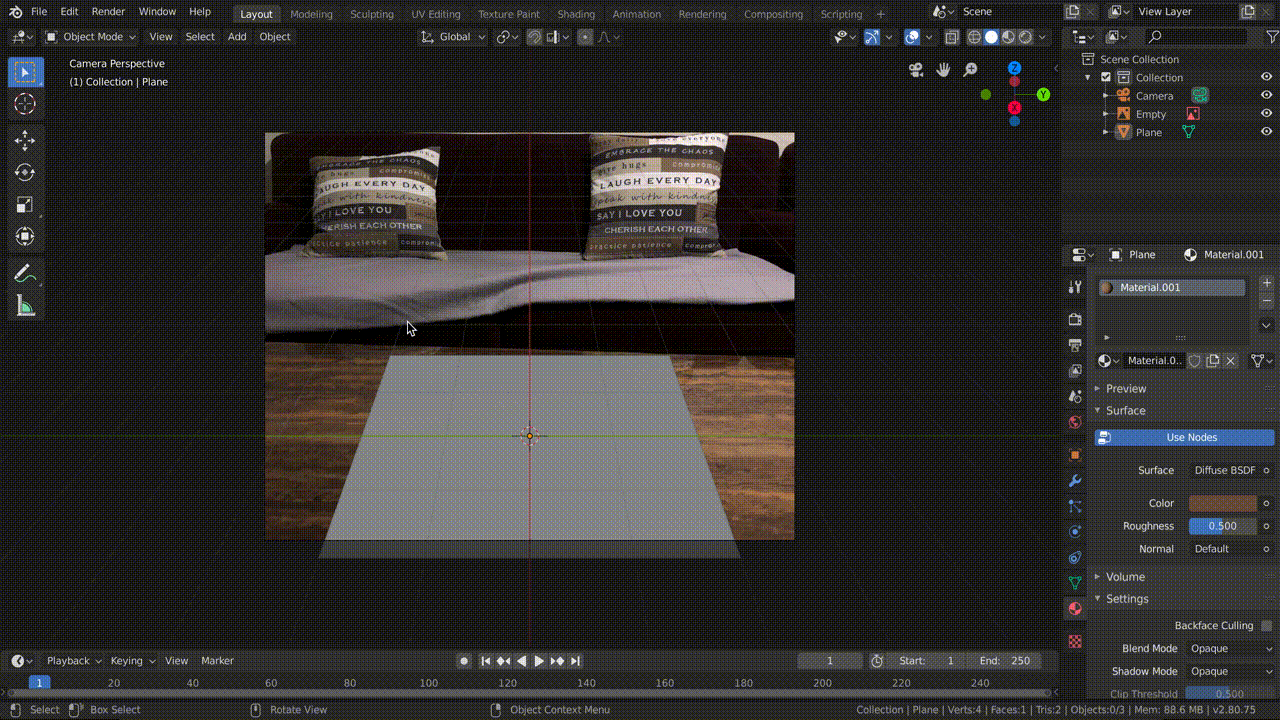 File Edit Render Window Help Layout Modeling Sculpting UV Editing Texture Paint Shading Animation Rendering Compositing Scripting + Scene View Layer
Object Mode View Select Add Object Global
Camera Perspective
(1) Collection | Plane
Z
Y
X
EMBRACE THE CHAOS
give hugs compromise
LAUGH EVERY DAY
speak with kindness
SAY I LOVE YOU
CHERISH EACH OTHER
practice patience compromise
love everyone
EMBRACE THE CHAOS
give hugs compromise
LAUGH EVERY DAY
speak with kindness
SAY I LOVE YOU
CHERISH EACH OTHER
practice patience compromise
Scene Collection
Collection
Camera
Empty
Plane
Plane Material.001
Material.001
Material.0..
Preview
Surface
Use Nodes
Surface Diffuse BSDF
Color
Roughness 0.500
Normal Default
Volume
Settings
Backface Culling
Blend Mode Opaque
Shadow Mode Opaque
Clip Threshold 0.500
Playback Keying View Marker 1 Start: 1 End: 250
1 20 40 60 80 100 120 140 160 180 200 220 240
Select Box Select Rotate View Object Context Menu Collection | Plane | Verts:4 | Faces:1 | Tris:2 | Objects:0/3 | Mem: 88.6 MB | v2.80.75